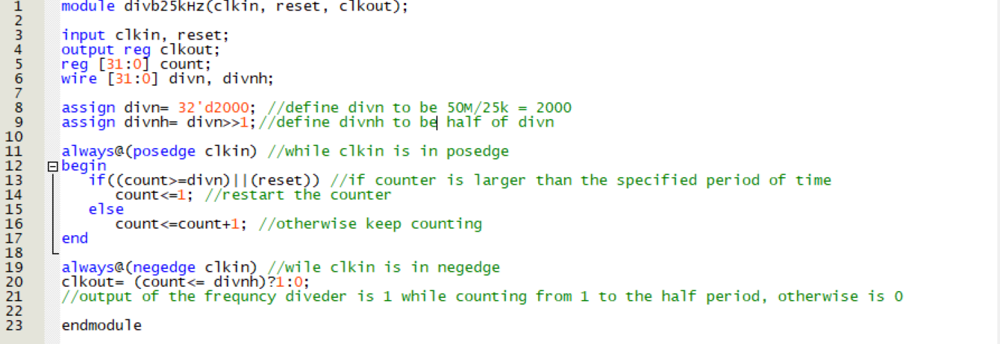 1 module divb25kHz(clkin, reset, clkout);
2
3 input clkin, reset;
4 output reg clkout;
5 reg [31:0] count;
6 wire [31:0] divn, divnh;
7
8 assign divn= 32'd2000; //define divn to be 50M/25k = 2000
9 assign divnh= divn>>1;//define divnh to be half of divn
10
11 always@(posedge clkin) //while clkin is in posedge
12 begin
13 if((count>=divn)||(reset)) //if counter is larger than the specified period of time
14 count<=1; //restart the counter
15 else
16 count<=count+1; //otherwise keep counting
17 end
18
19 always@(negedge clkin) //wile clkin is in negedge
20 clkout= (count<= divnh)?1:0;
21 //output of the frequncy diveder is 1 while counting from 1 to the half period, otherwise is 0
22
23 endmodule